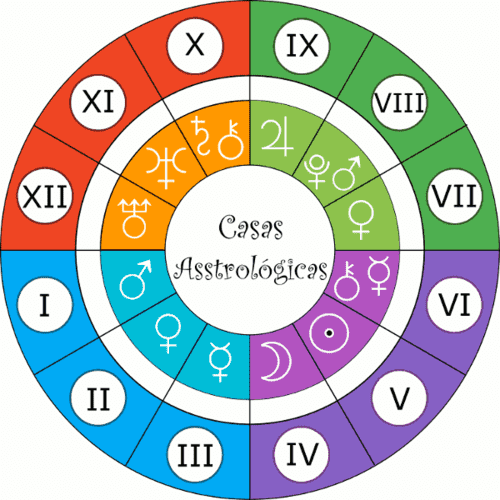 X
IX
XI
VIII
XII
VII
Casas
Asstrológicas
I
VI
II
V
III
IV